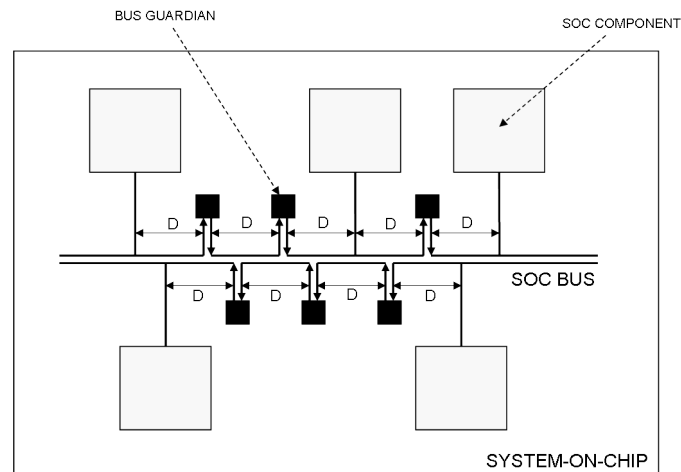 BUS GUARDIAN
SOC COMPONENT
D D D D D
SOC BUS
D D D D
SYSTEM-ON-CHIP